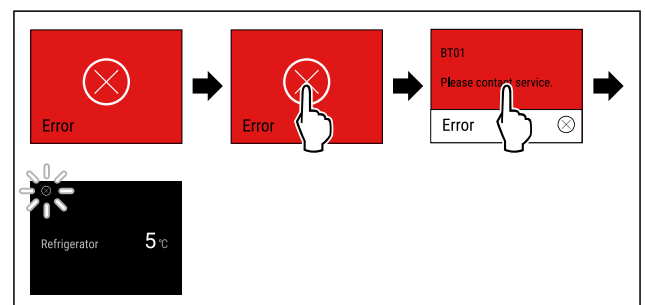 Error
Error
BT01
Please contact service.
Error
Refrigerator 5 °C